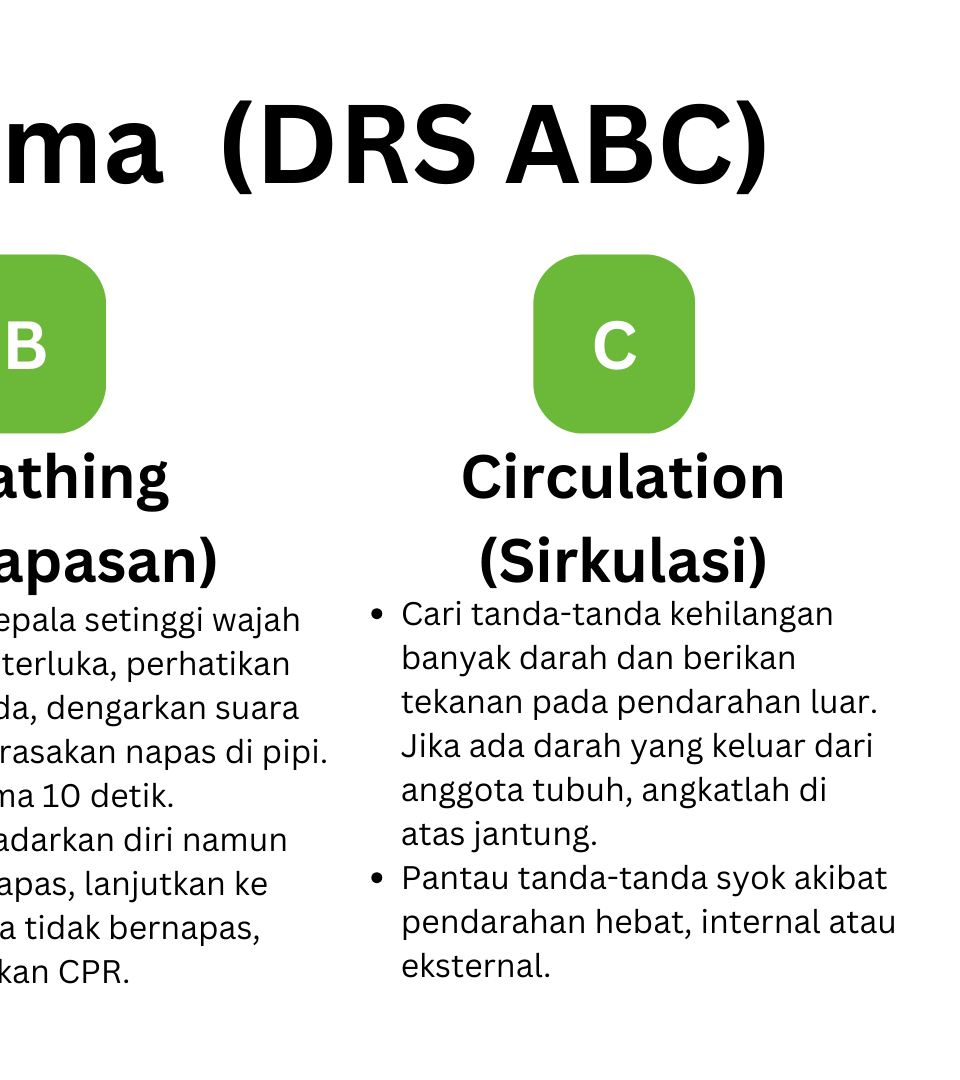 ma (DRS ABC)
B
athing
apasan)
epala setinggi wajah
terluka, perhatikan
da, dengarkan suara
rasakan napas di pipi.
ma 10 detik.
adarkan diri namun
apas, lanjutkan ke
a tidak bernapas,
kan CPR.
C
Circulation
(Sirkulasi)
• Cari tanda-tanda kehilangan
banyak darah dan berikan
tekanan pada pendarahan luar.
Jika ada darah yang keluar dari
anggota tubuh, angkatlah di
atas jantung.
• Pantau tanda-tanda syok akibat
pendarahan hebat, internal atau
eksternal.